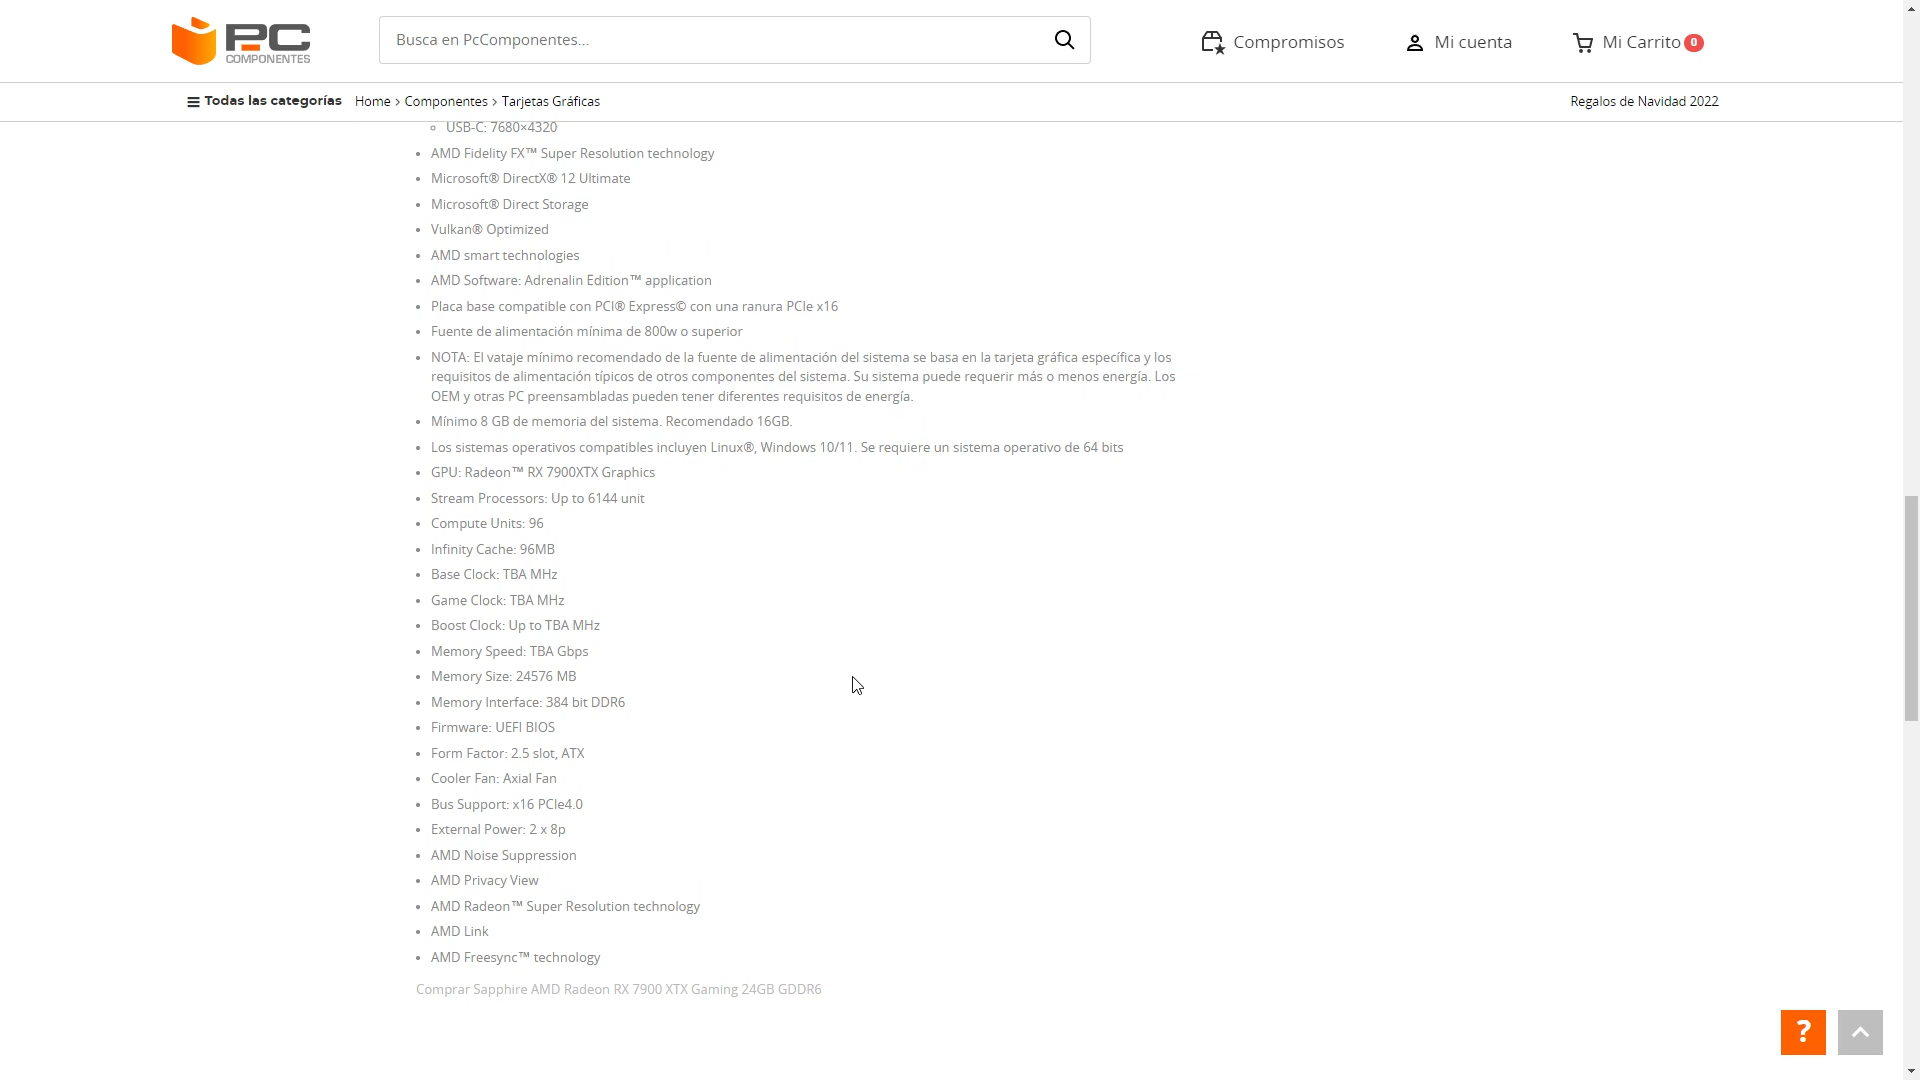 PC
COMPONENTES
Busca en PcComponentes...
Compromisos
Mi cuenta
Mi Carrito 0
Todas las categorías
Home > Componentes > Tarjetas Gráficas
Regalos de Navidad 2022
USB-C: 7680×4320
AMD Fidelity FX™ Super Resolution technology
Microsoft® DirectX® 12 Ultimate
Microsoft® Direct Storage
Vulkan® Optimized
AMD smart technologies
AMD Software: Adrenalin Edition™ application
Placa base compatible con PCI® Express© con una ranura PCIe x16
Fuente de alimentación mínima de 800w o superior
NOTA: El vataje mínimo recomendado de la fuente de alimentación del sistema se basa en la tarjeta gráfica específica y los
requisitos de alimentación típicos de otros componentes del sistema. Su sistema puede requerir más o menos energía. Los
OEM y otras PC preensambladas pueden tener diferentes requisitos de energía.
Mínimo 8 GB de memoria del sistema. Recomendado 16GB.
Los sistemas operativos compatibles incluyen Linux®, Windows 10/11. Se requiere un sistema operativo de 64 bits
GPU: Radeon™ RX 7900XTX Graphics
Stream Processors: Up to 6144 unit
Compute Units: 96
Infinity Cache: 96MB
Base Clock: TBA MHz
Game Clock: TBA MHz
Boost Clock: Up to TBA MHz
Memory Speed: TBA Gbps
Memory Size: 24576 MB
Memory Interface: 384 bit DDR6
Firmware: UEFI BIOS
Form Factor: 2.5 slot, ATX
Cooler Fan: Axial Fan
Bus Support: x16 PCIe4.0
External Power: 2 x 8p
AMD Noise Suppression
AMD Privacy View
AMD Radeon™ Super Resolution technology
AMD Link
AMD Freesync™ technology
Comprar Sapphire AMD Radeon RX 7900 XTX Gaming 24GB GDDR6
?